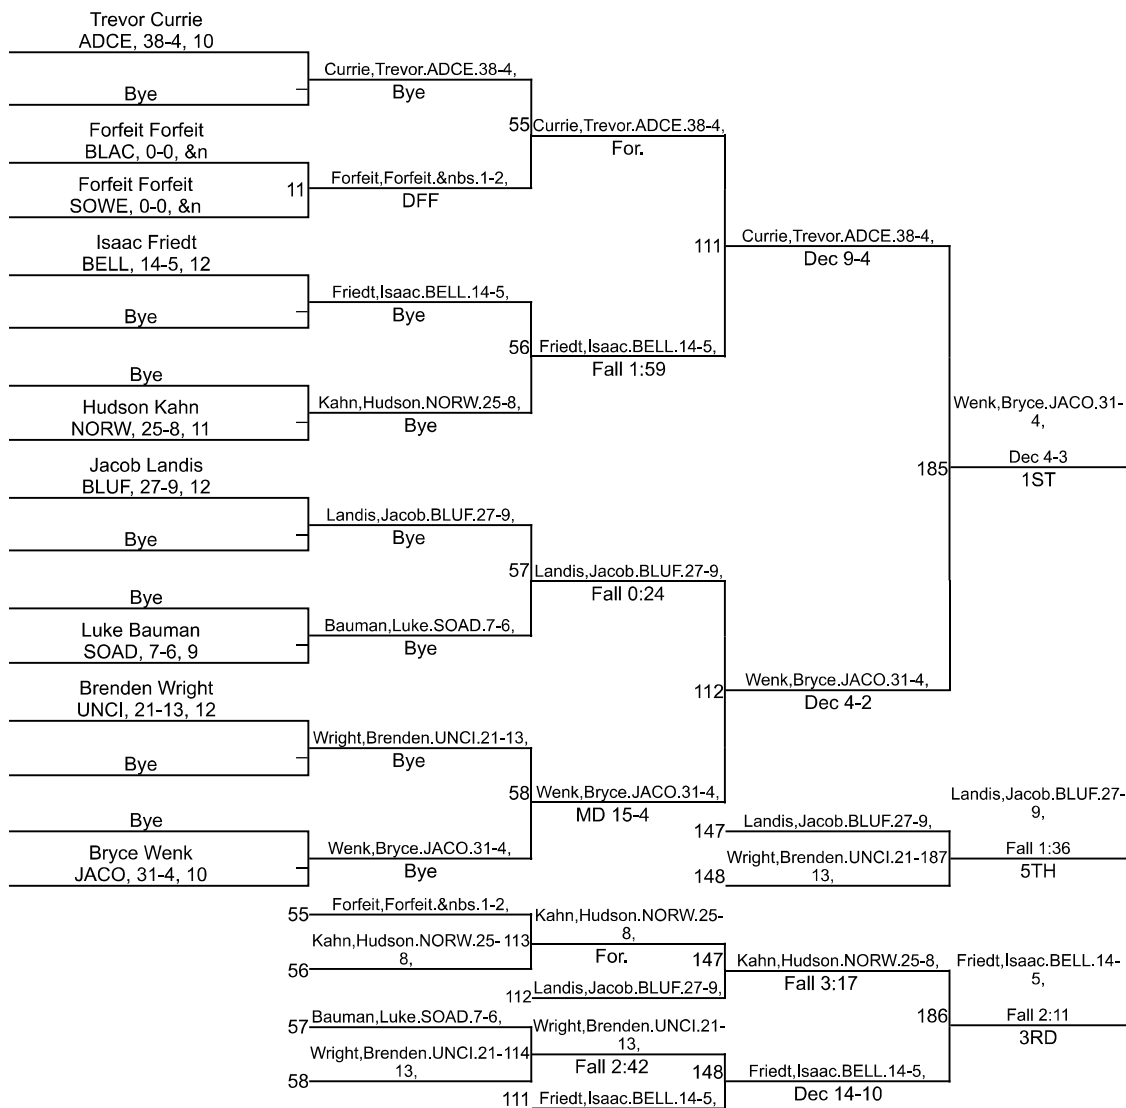 Trevor Currie
ADCE, 38-4, 10
Currie,Trevor.ADCE.38-4,
Bye
Bye
55
Currie,Trevor.ADCE.38-4,
For.
Forfeit Forfeit
BLAC, 0-0, &n
Forfeit Forfeit
SOWE, 0-0, &n
11
Forfeit,Forfeit.&nbs.1-2,
DFF
Isaac Friedt
BELL, 14-5, 12
111
Currie,Trevor.ADCE.38-4,
Dec 9-4
Friedt,Isaac.BELL.14-5,
Bye
Bye
56
Friedt,Isaac.BELL.14-5,
Fall 1:59
Bye
Hudson Kahn
NORW, 25-8, 11
Kahn,Hudson.NORW.25-8,
Bye
Wenk,Bryce.JACO.31-
4,
185
Dec 4-3
1ST
Jacob Landis
BLUF, 27-9, 12
Landis,Jacob.BLUF.27-9,
Bye
Bye
57
Landis,Jacob.BLUF.27-9,
Fall 0:24
Bye
Luke Bauman
SOAD, 7-6, 9
Bauman,Luke.SOAD.7-6,
Bye
112
Wenk,Bryce.JACO.31-4,
Dec 4-2
Brenden Wright
UNCI, 21-13, 12
Wright,Brenden.UNCI.21-13,
Bye
Bye
58
Wenk,Bryce.JACO.31-4,
MD 15-4
Bye
Bryce Wenk
JACO, 31-4, 10
Wenk,Bryce.JACO.31-4,
Bye
147
Landis,Jacob.BLUF.27-9,
148
Wright,Brenden.UNCI.21-
13,
187
Landis,Jacob.BLUF.27-
9,
Fall 1:36
5TH
55
Forfeit,Forfeit.&nbs.1-2,
56
Kahn,Hudson.NORW.25-
8,
113
Kahn,Hudson.NORW.25-
8,
For.
112
Landis,Jacob.BLUF.27-9,
147
Kahn,Hudson.NORW.25-8,
Fall 3:17
57
Bauman,Luke.SOAD.7-6,
58
Wright,Brenden.UNCI.21-
13,
114
Wright,Brenden.UNCI.21-
13,
Fall 2:42
111
Friedt,Isaac.BELL.14-5,
148
Friedt,Isaac.BELL.14-5,
Dec 14-10
186
Friedt,Isaac.BELL.14-
5,
Fall 2:11
3RD